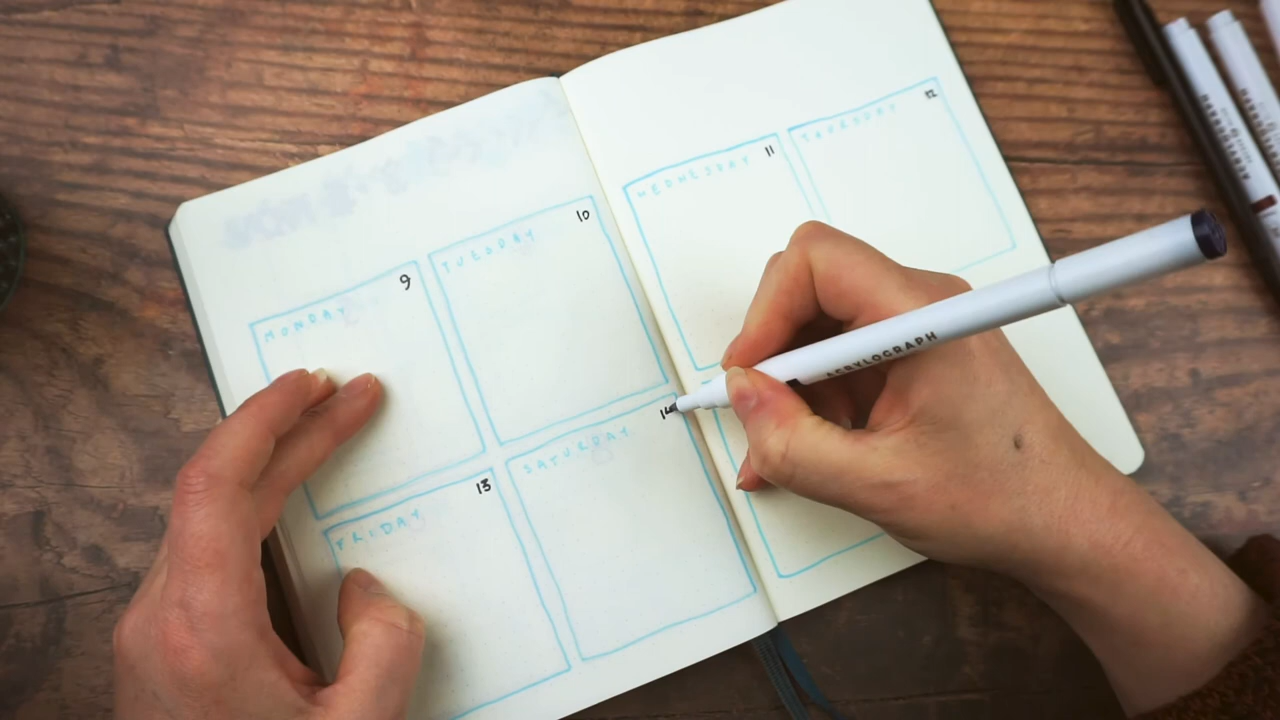 MONDAY 9
TUESDAY 10
WEDNESDAY 11
THURSDAY 12
FRIDAY 13
SATURDAY 14
ACRYLOGRAPH